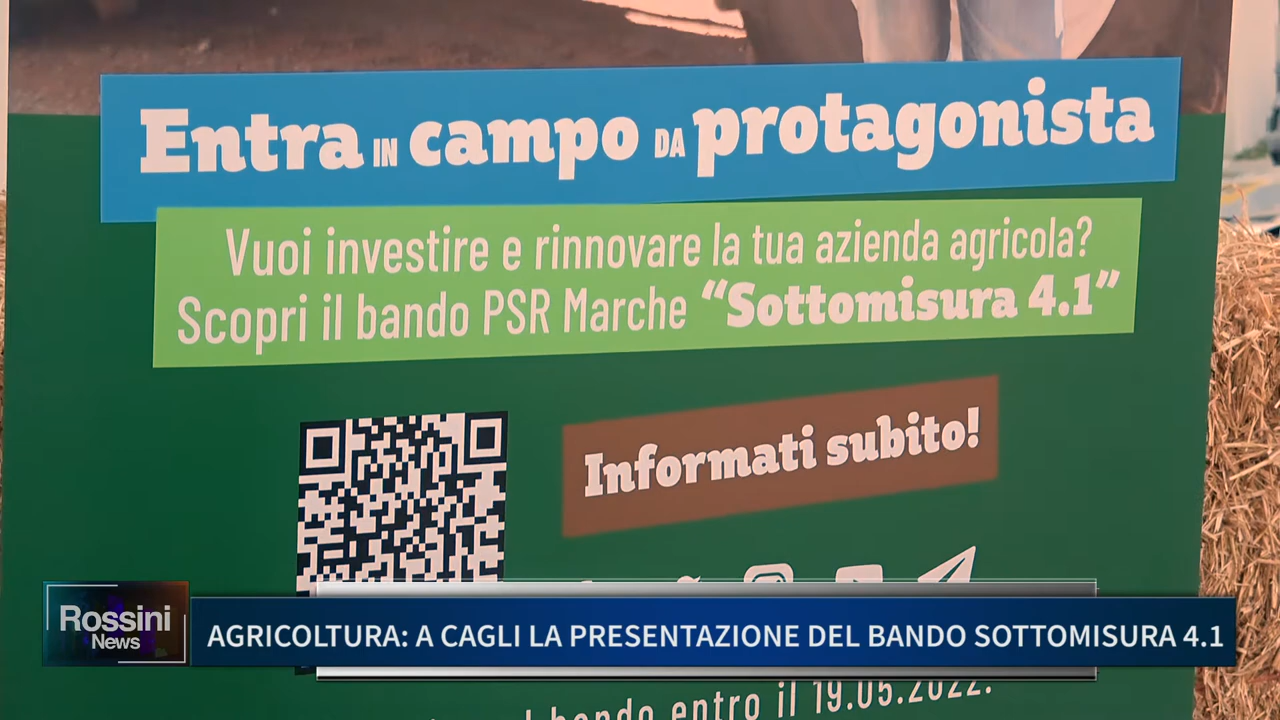 Entra IN campo DA protagonista
Vuoi investire e rinnovare la tua azienda agricola?
Scopri il bando PSR Marche “Sottomisura 4.1”
Informati subito!
Rossini
News
AGRICOLTURA: A CAGLI LA PRESENTAZIONE DEL BANDO SOTTOMISURA 4.1
bando entro il 19.05.2022.